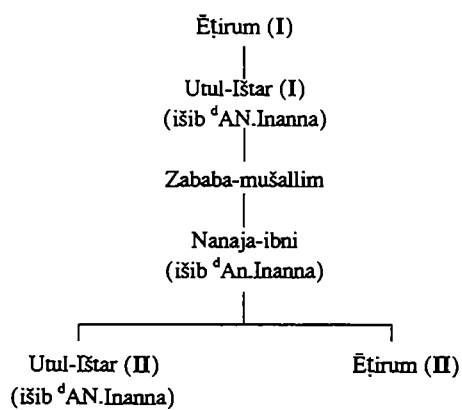 Ēṭirum (I)
Utul-Ištar (I)
(išib ᵈAN.Inanna)
Zababa-mušallim
Nanaja-ibni
(išib ᵈAn.Inanna)
Utul-Ištar (II) Ēṭirum (II)
(išib ᵈAN.Inanna)